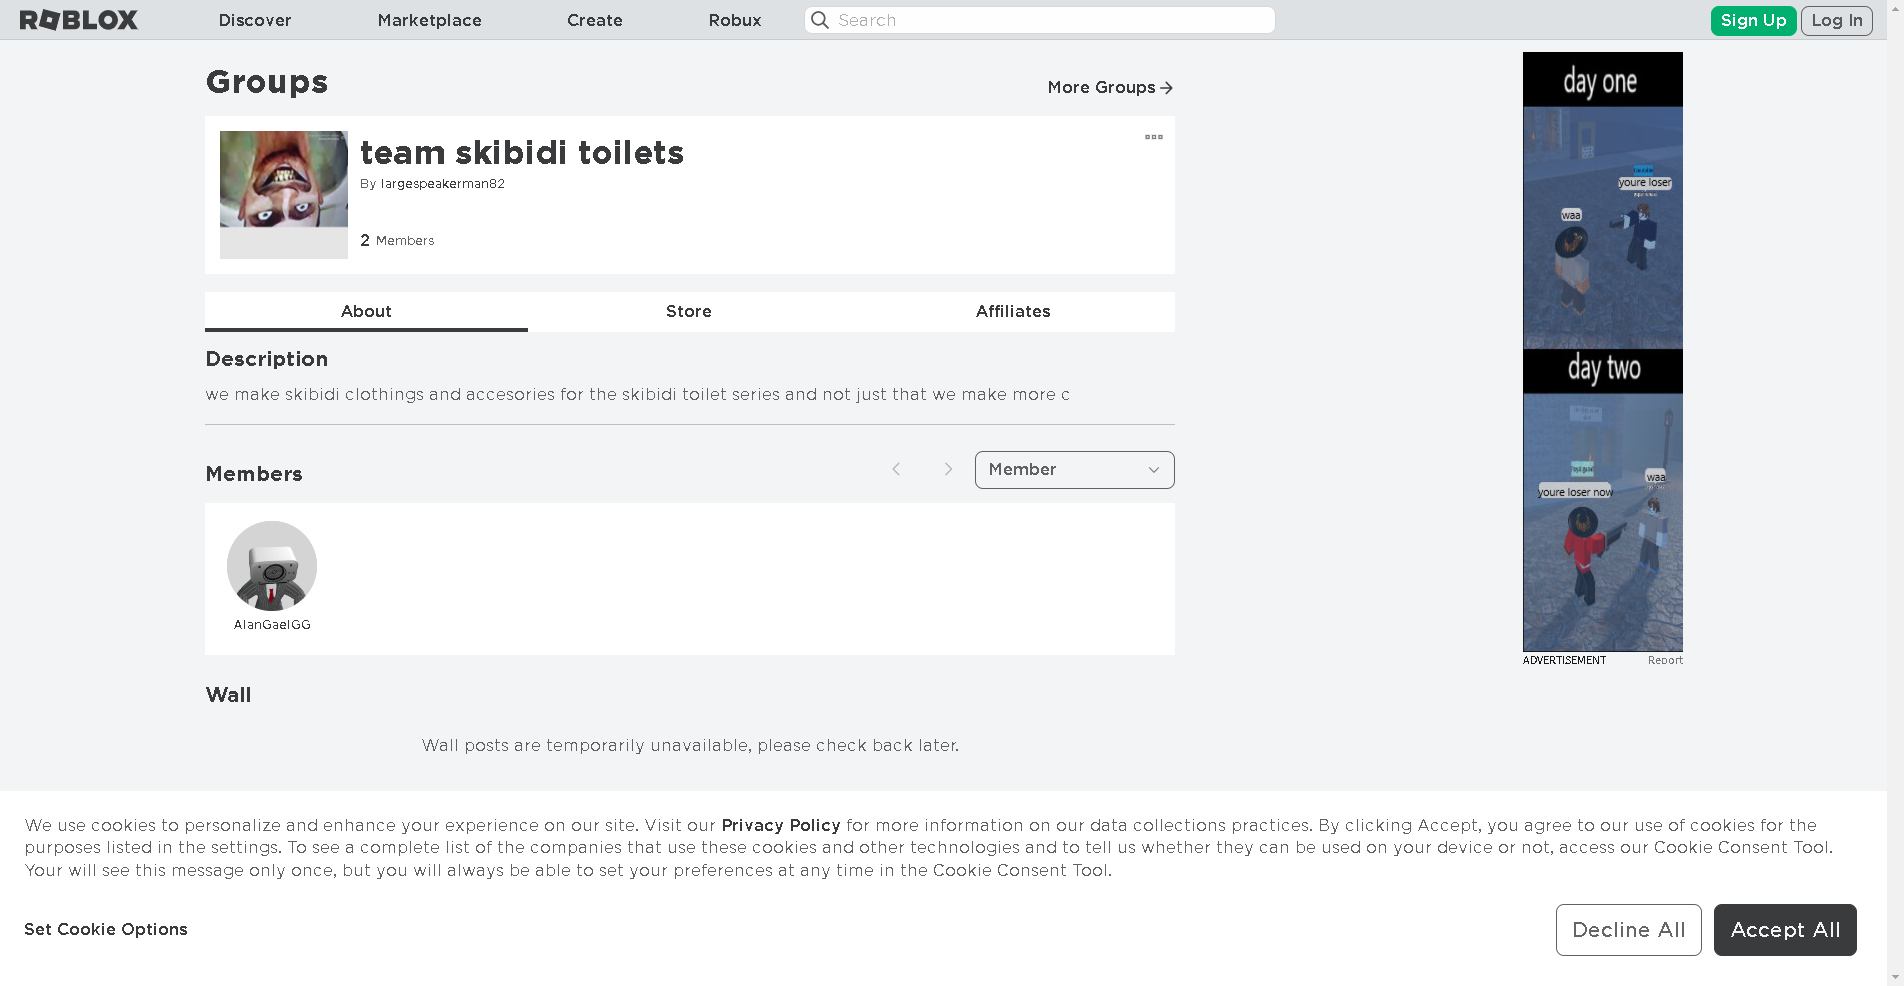 ROBLOX Discover Marketplace Create Robux Search Sign Up Log In
Groups
More Groups
team skibidi toilets
By largespeakerman82
2 Members
About Store Affiliates
Description
we make skibidi clothings and accesories for the skibidi toilet series and not just that we make more c
Members
Member
AlanGaelGG
Wall
Wall posts are temporarily unavailable, please check back later.
day one
youre loser
waa
day two
waa
youre loser now
ADVERTISEMENT Report
We use cookies to personalize and enhance your experience on our site. Visit our Privacy Policy for more information on our data collections practices. By clicking Accept, you agree to our use of cookies for the
purposes listed in the settings. To see a complete list of the companies that use these cookies and other technologies and to tell us whether they can be used on your device or not, access our Cookie Consent Tool.
Your will see this message only once, but you will always be able to set your preferences at any time in the Cookie Consent Tool.
Set Cookie Options
Decline All
Accept All